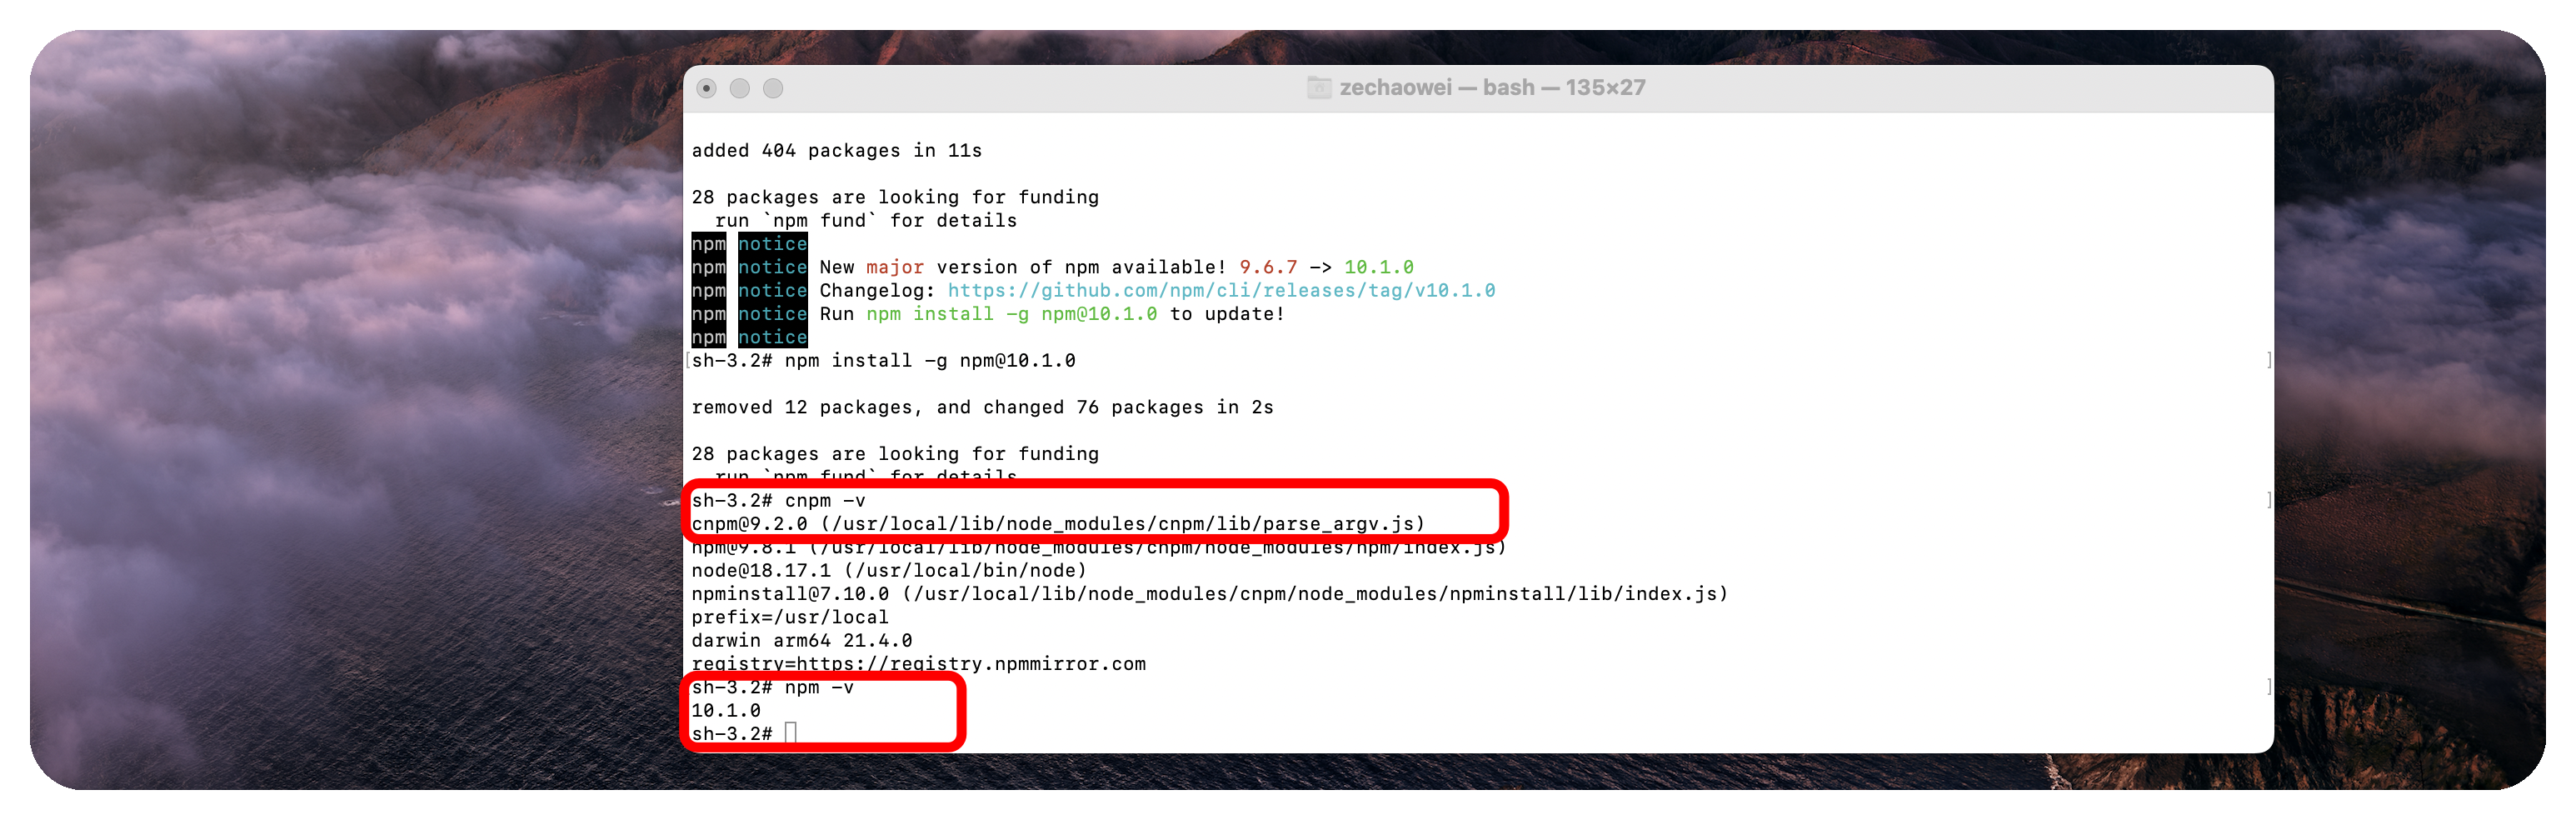 zechaowei — bash — 135×27
added 404 packages in 11s
28 packages are looking for funding
run `npm fund` for details
npm notice
npm notice New major version of npm available! 9.6.7 -> 10.1.0
npm notice Changelog: https://github.com/npm/cli/releases/tag/v10.1.0
npm notice Run npm install -g npm@10.1.0 to update!
npm notice
[sh-3.2# npm install -g npm@10.1.0 ]
removed 12 packages, and changed 76 packages in 2s
28 packages are looking for funding
run `npm fund` for details
sh-3.2# cnpm -v ]
cnpm@9.2.0 (/usr/local/lib/node_modules/cnpm/lib/parse_argv.js)
npm@9.8.1 (/usr/local/lib/node_modules/cnpm/node_modules/npm/index.js)
node@18.17.1 (/usr/local/bin/node)
npminstall@7.10.0 (/usr/local/lib/node_modules/cnpm/node_modules/npminstall/lib/index.js)
prefix=/usr/local
darwin arm64 21.4.0
registry=https://registry.npmmirror.com
sh-3.2# npm -v ]
10.1.0
sh-3.2#